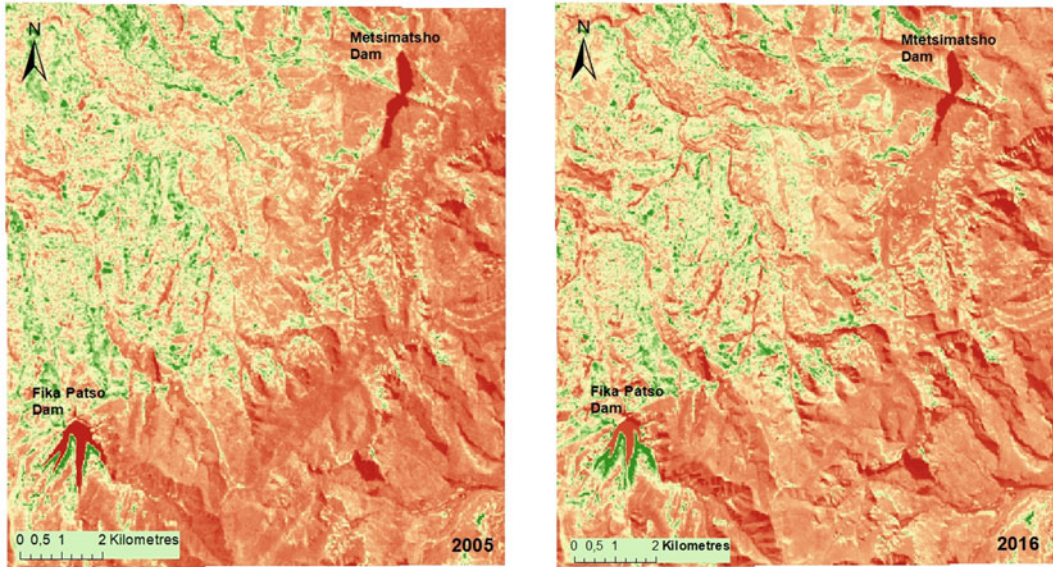 N
Metsimatsho
Dam
Fika Patso
Dam
0 0,5 1 2 Kilometres
2005
N
Mtetsimatsho
Dam
Fika Patso
Dam
0 0,5 1 2 Kilometres
2016